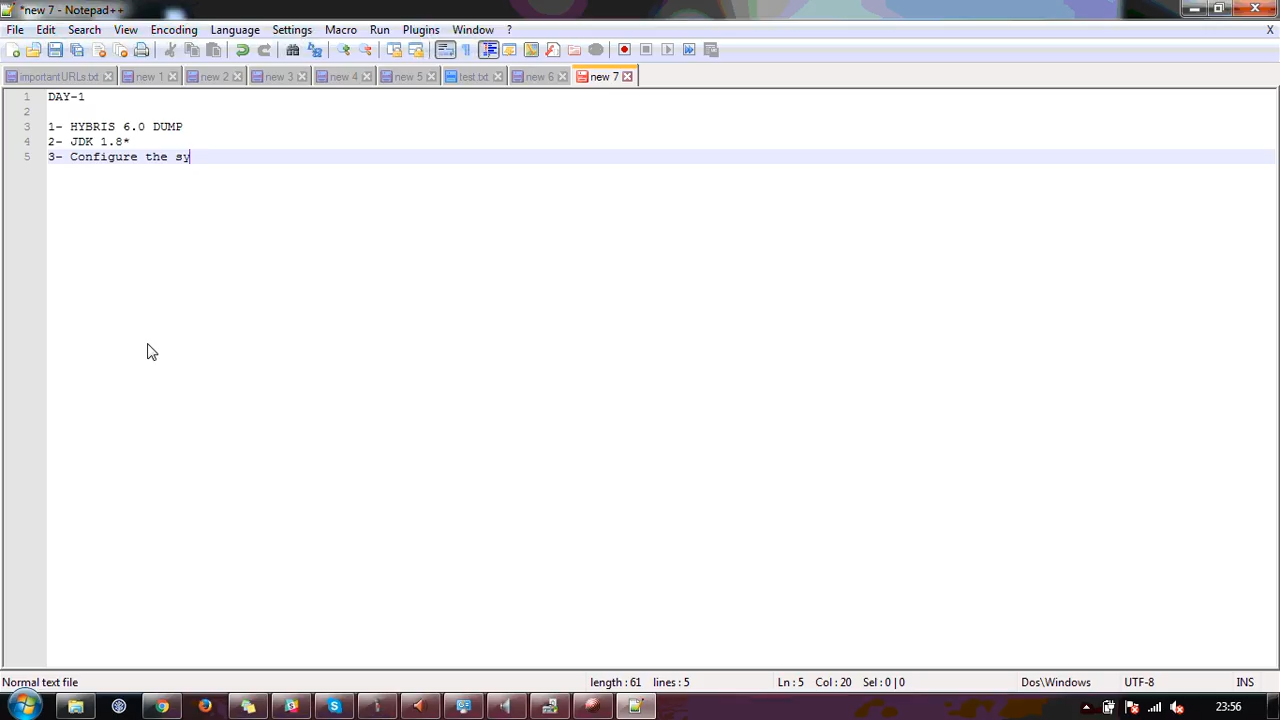 *new 7 - Notepad++
File Edit Search View Encoding Language Settings Macro Run Plugins Window ? X
importantURLs.txt new 1 new 2 new 3 new 4 new 5 test.txt new 6 new 7
1 DAY-1
2
3 1- HYBRIS 6.0 DUMP
4 2- JDK 1.8*
5 3- Configure the sy
Normal text file length : 61 lines : 5 Ln : 5 Col : 20 Sel : 0 | 0 Dos\Windows UTF-8 INS
23:56